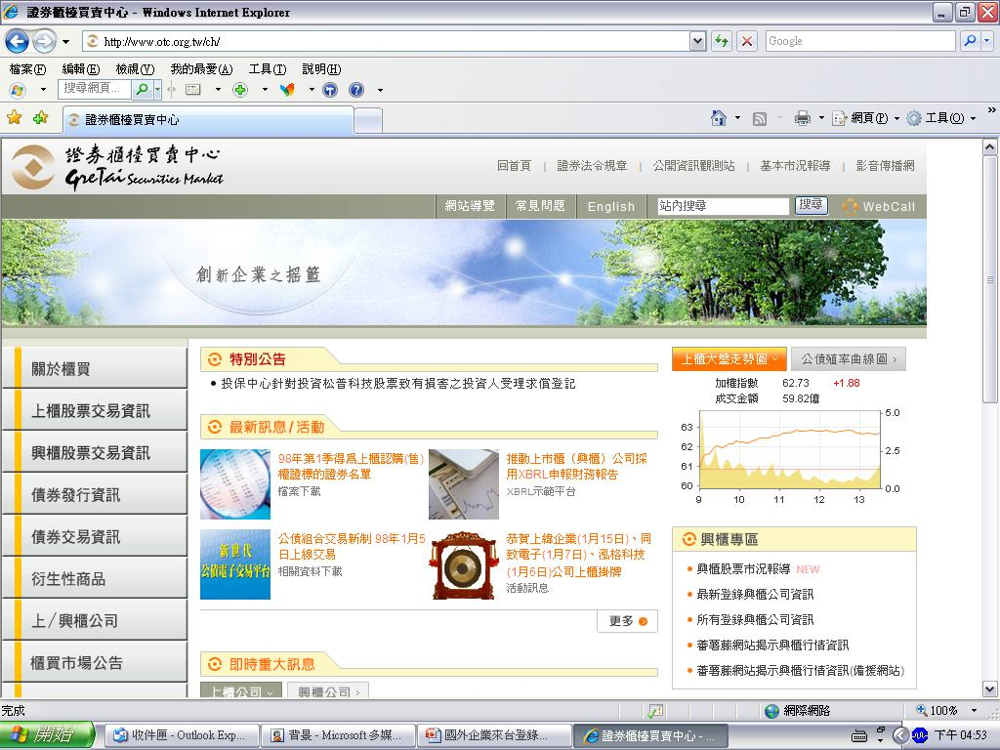 證券櫃檯買賣中心 - Windows Internet Explorer
http://www.otc.org.tw/ch/
Google
檔案(F) 編輯(E) 檢視(V) 我的最愛(A) 工具(T) 說明(H)
搜尋網頁...
證券櫃檯買賣中心
網頁(P) 工具(O)
證券櫃檯買賣中心
GreTai Securities Market
回首頁 | 證券法令規章 | 公開資訊觀測站 | 基本市況報導 | 影音傳播網
網站導覽 常見問題 English 站內搜尋 搜尋 WebCall
創新企業之搖籃
關於櫃買
上櫃股票交易資訊
興櫃股票交易資訊
債券發行資訊
債券交易資訊
衍生性商品
上/興櫃公司
櫃買市場公告
特別公告
投保中心針對投資松普科技股票致有損害之投資人受理求償登記
最新訊息/活動
98年第1季得為上櫃認購(售)
權證標的證券名單
檔案下載
推動上市櫃（興櫃）公司採
用XBRL申報財務報告
XBRL示範平台
新世代
公債電子交易平台
公債組合交易新制 98年1月5
日上線交易
相關資料下載
恭賀上緯企業(1月15日)、同
致電子(1月7日)、泓格科技
(1月6日)公司上櫃掛牌
活動訊息
更多
即時重大訊息
上櫃公司 興櫃公司
上櫃大盤走勢圖 公債殖利率曲線圖
加權指數 62.73 +1.88
成交金額 59.82億
63
62
61
60
5.0
2.5
0.0
9 10 11 12 13
興櫃專區
興櫃股票市況報導 NEW
最新登錄興櫃公司資訊
所有登錄興櫃公司資訊
蕃薯藤網站揭示興櫃行情資訊
蕃薯藤網站揭示興櫃行情資訊(備援網站)
完成
網際網路
100%
開始
收件匣 - Outlook Exp...
背景 - Microsoft 多媒...
國外企業來台登錄...
證券櫃檯買賣中心 - ...
下午 04:53